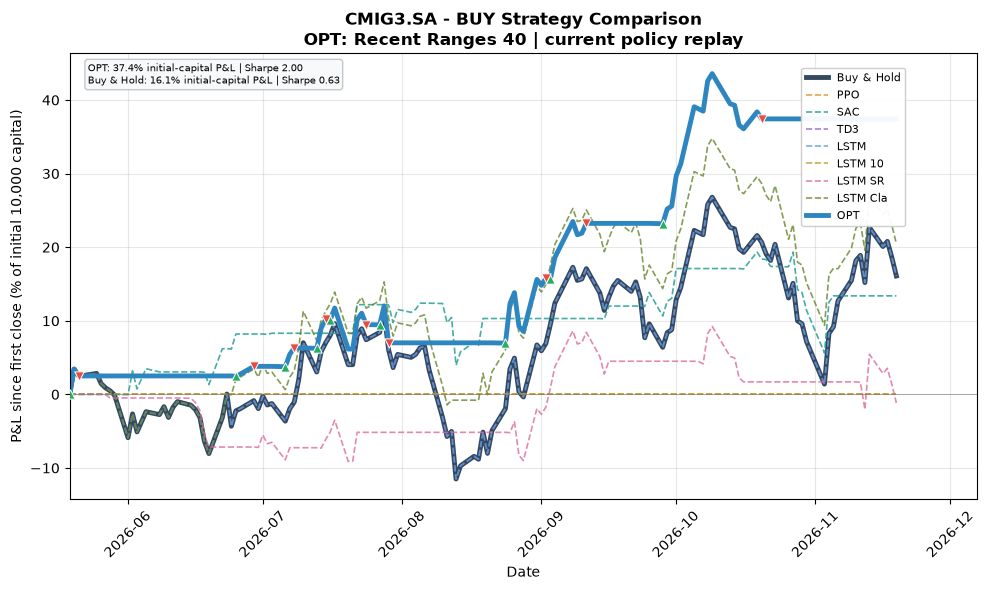 CMIG3.SA - BUY Strategy Comparison
OPT: Recent Ranges 40 | current policy replay
OPT: 37.4% initial-capital P&L | Sharpe 2.00
Buy & Hold: 16.1% initial-capital P&L | Sharpe 0.63
Buy & Hold
PPO
SAC
TD3
LSTM
LSTM 10
LSTM SR
LSTM Cla
OPT
P&L since first close (% of initial 10,000 capital)
40
30
20
10
0
−10
2026-06
2026-07
2026-08
2026-09
2026-10
2026-11
2026-12
Date